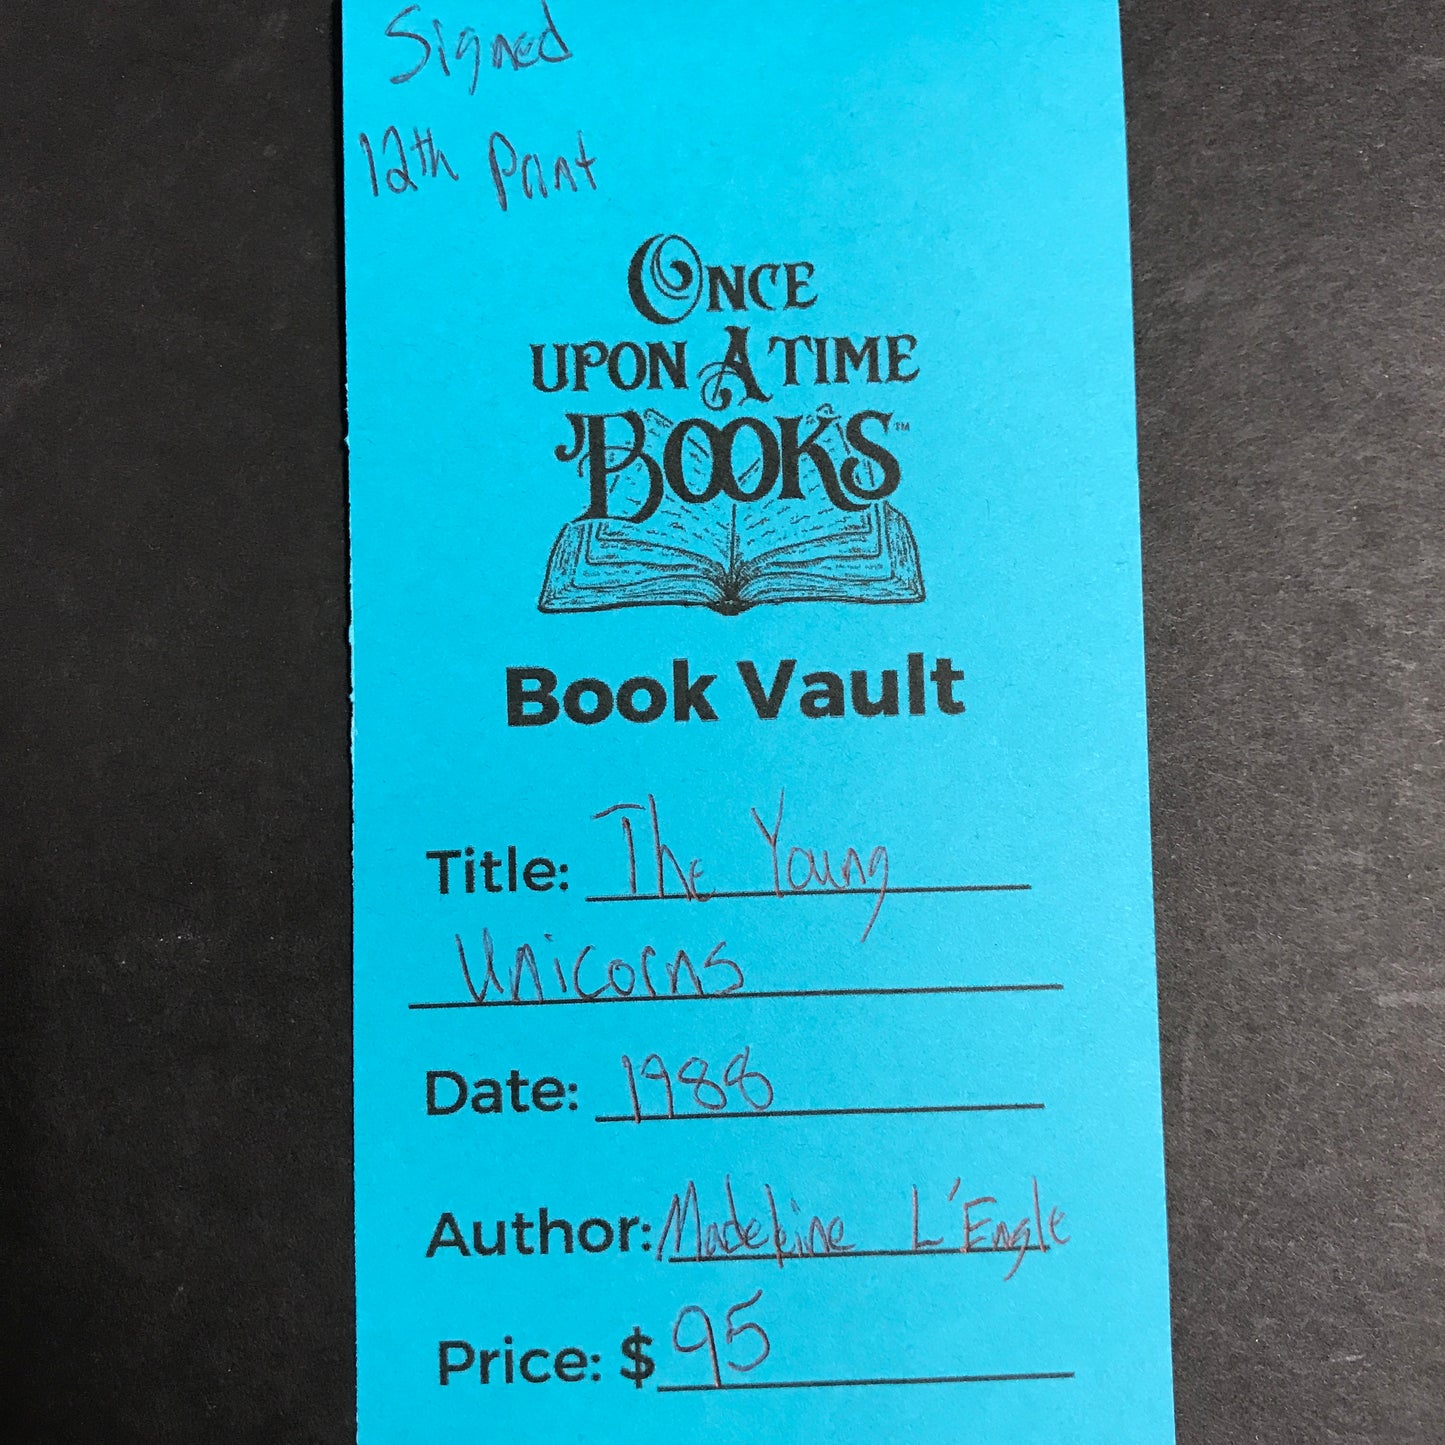 Signed
12th Print
ONCE
UPON A TIME
BOOKS™
Book Vault
Title: The Young
Unicorns
Date: 1988
Author: Madeleine L'Engle
Price: $95